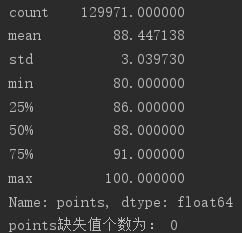 count    129971.000000
mean         88.447138
std           3.039730
min          80.000000
25%          86.000000
50%          88.000000
75%          91.000000
max         100.000000
Name: points, dtype: float64
points缺失值个数为： 0